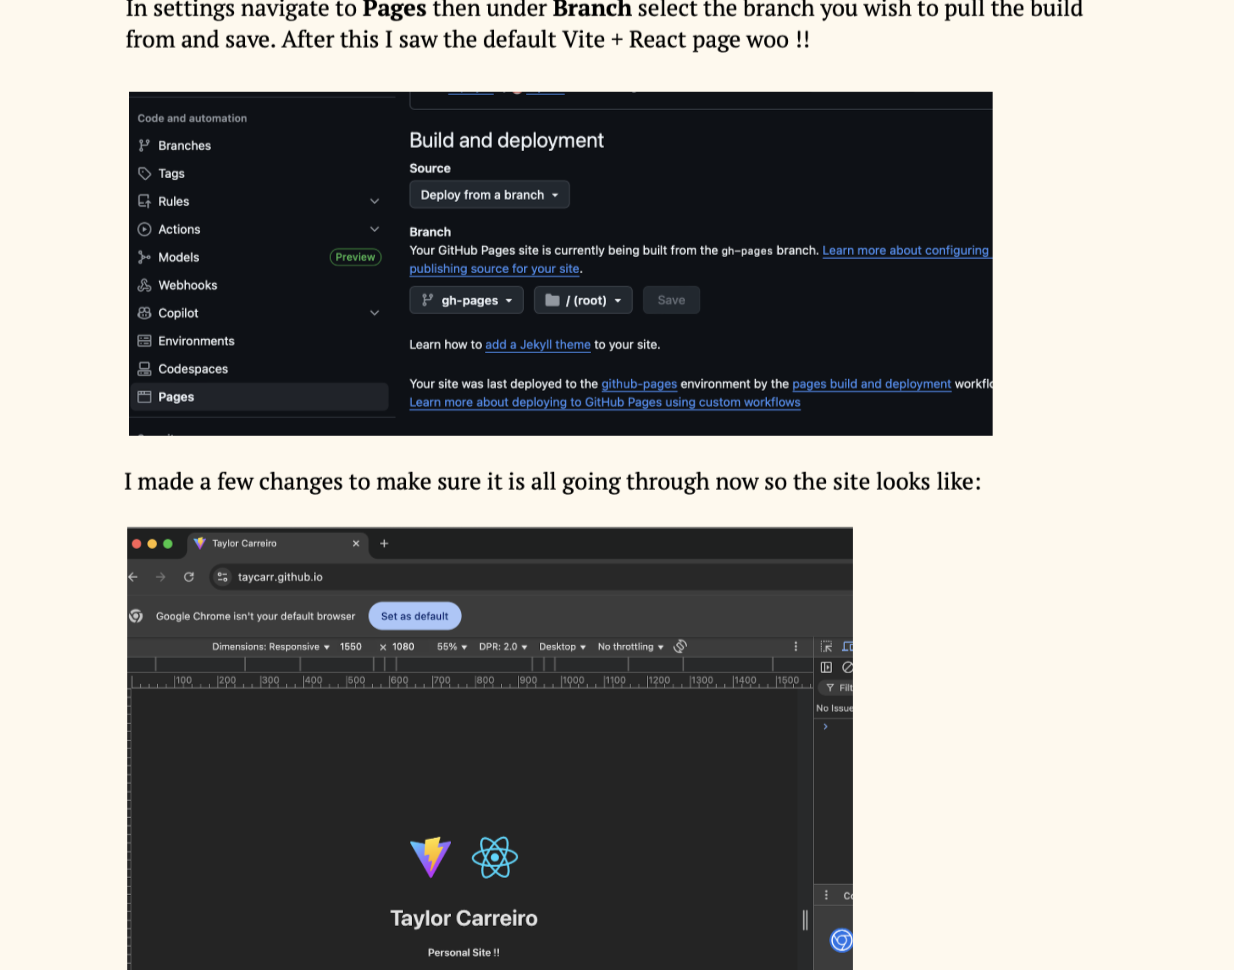 In settings navigate to Pages then under Branch select the branch you wish to pull the build
from and save. After this I saw the default Vite + React page woo !!
Code and automation
Branches
Tags
Rules
Actions
Models Preview
Webhooks
Copilot
Environments
Codespaces
Pages
Build and deployment
Source
Deploy from a branch
Branch
Your GitHub Pages site is currently being built from the gh-pages branch. Learn more about configuring
publishing source for your site.
gh-pages / (root) Save
Learn how to add a Jekyll theme to your site.
Your site was last deployed to the github-pages environment by the pages build and deployment workflo
Learn more about deploying to GitHub Pages using custom workflows
I made a few changes to make sure it is all going through now so the site looks like:
Taylor Carreiro
taycarr.github.io
Google Chrome isn't your default browser Set as default
Dimensions: Responsive 1550 x 1080 55% DPR: 2.0 Desktop No throttling
100 200 300 400 500 600 700 800 900 1000 1100 1200 1300 1400 1500
Filt
No Issue
Co
Taylor Carreiro
Personal Site !!